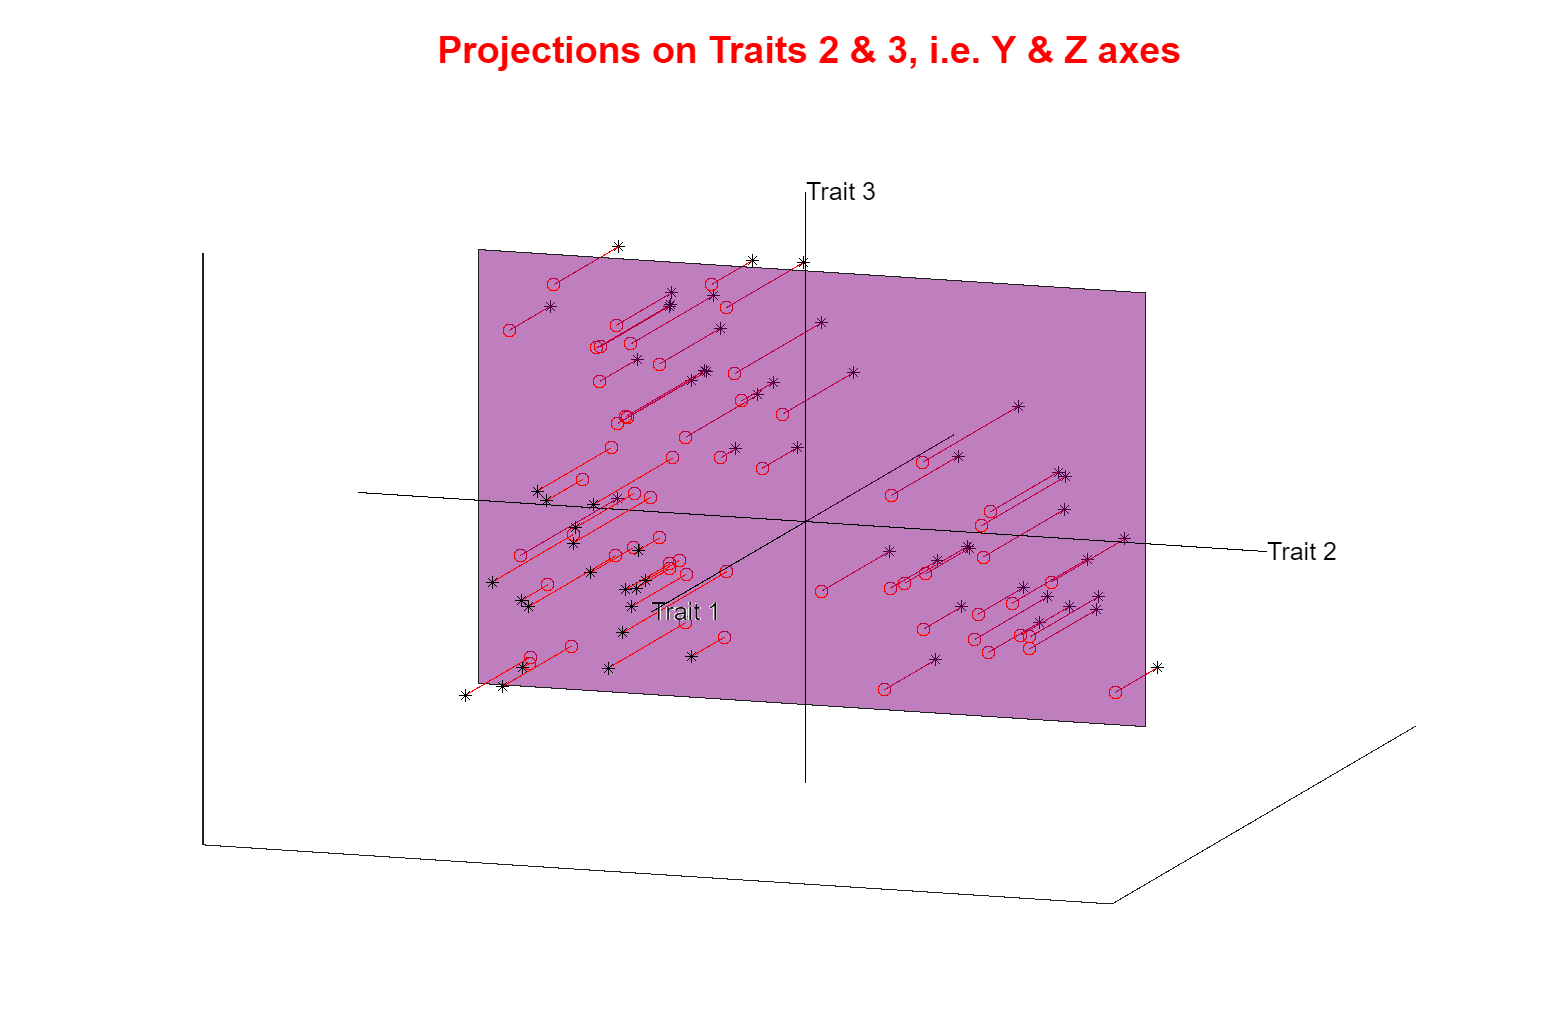 Projections on Traits 2 & 3, i.e. Y & Z axes
Trait 3
Trait 2
Trait 1